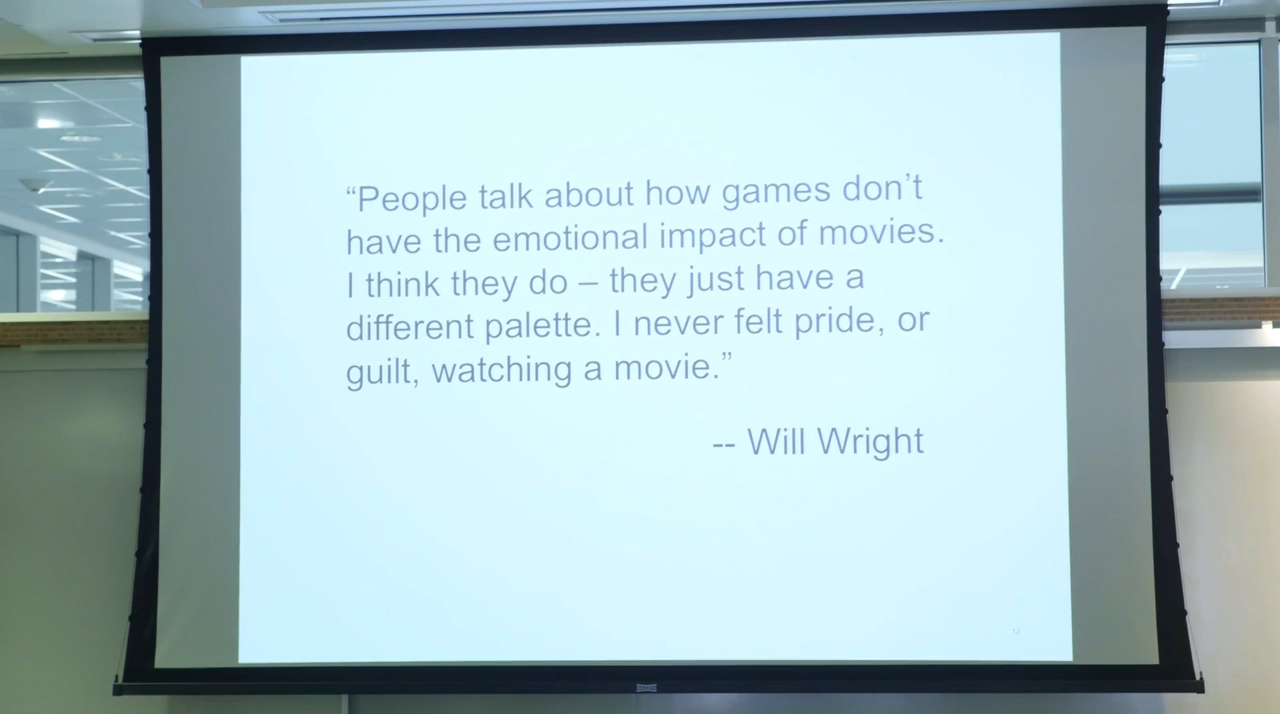 “People talk about how games don’t
have the emotional impact of movies.
I think they do – they just have a
different palette. I never felt pride, or
guilt, watching a movie.”
-- Will Wright
12